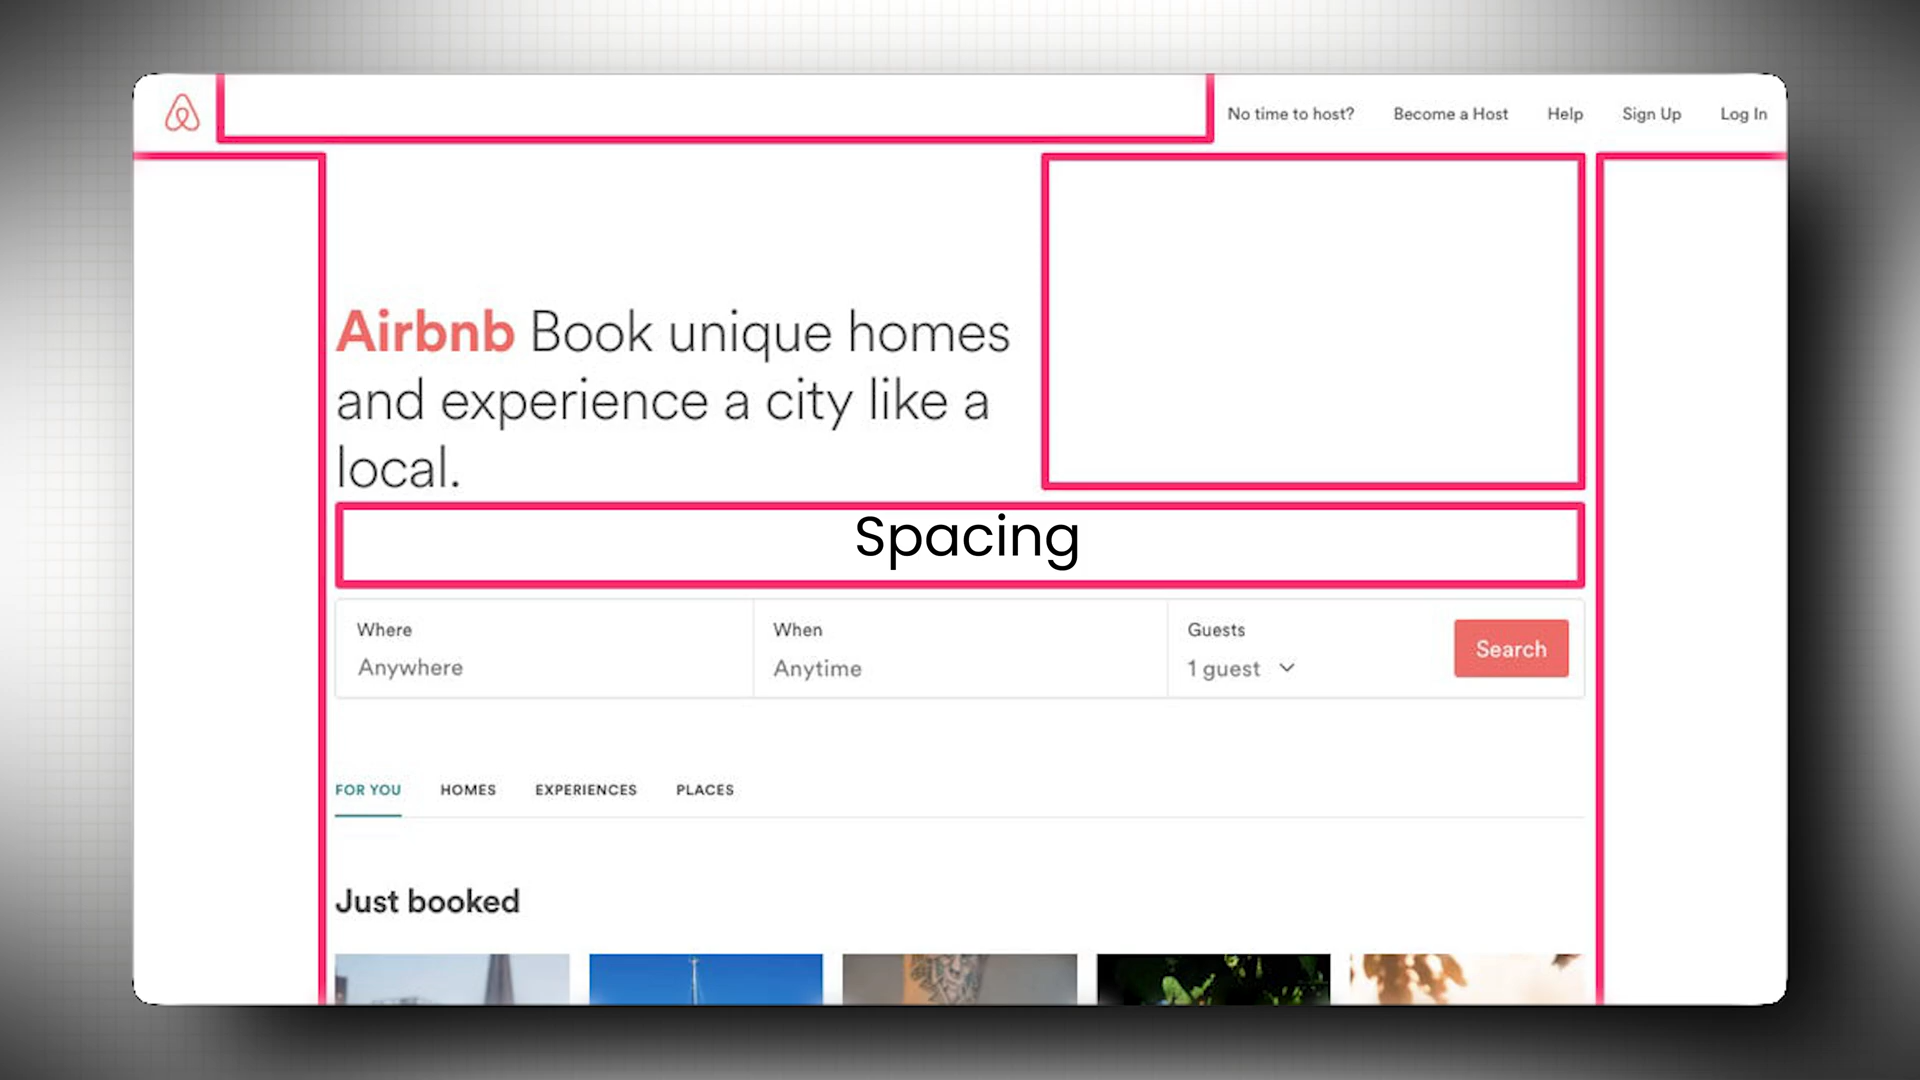 No time to host? Become a Host Help Sign Up Log In
Airbnb Book unique homes
and experience a city like a
local.
Spacing
Where When Guests
Anywhere Anytime 1 guest Search
FOR YOU HOMES EXPERIENCES PLACES
Just booked